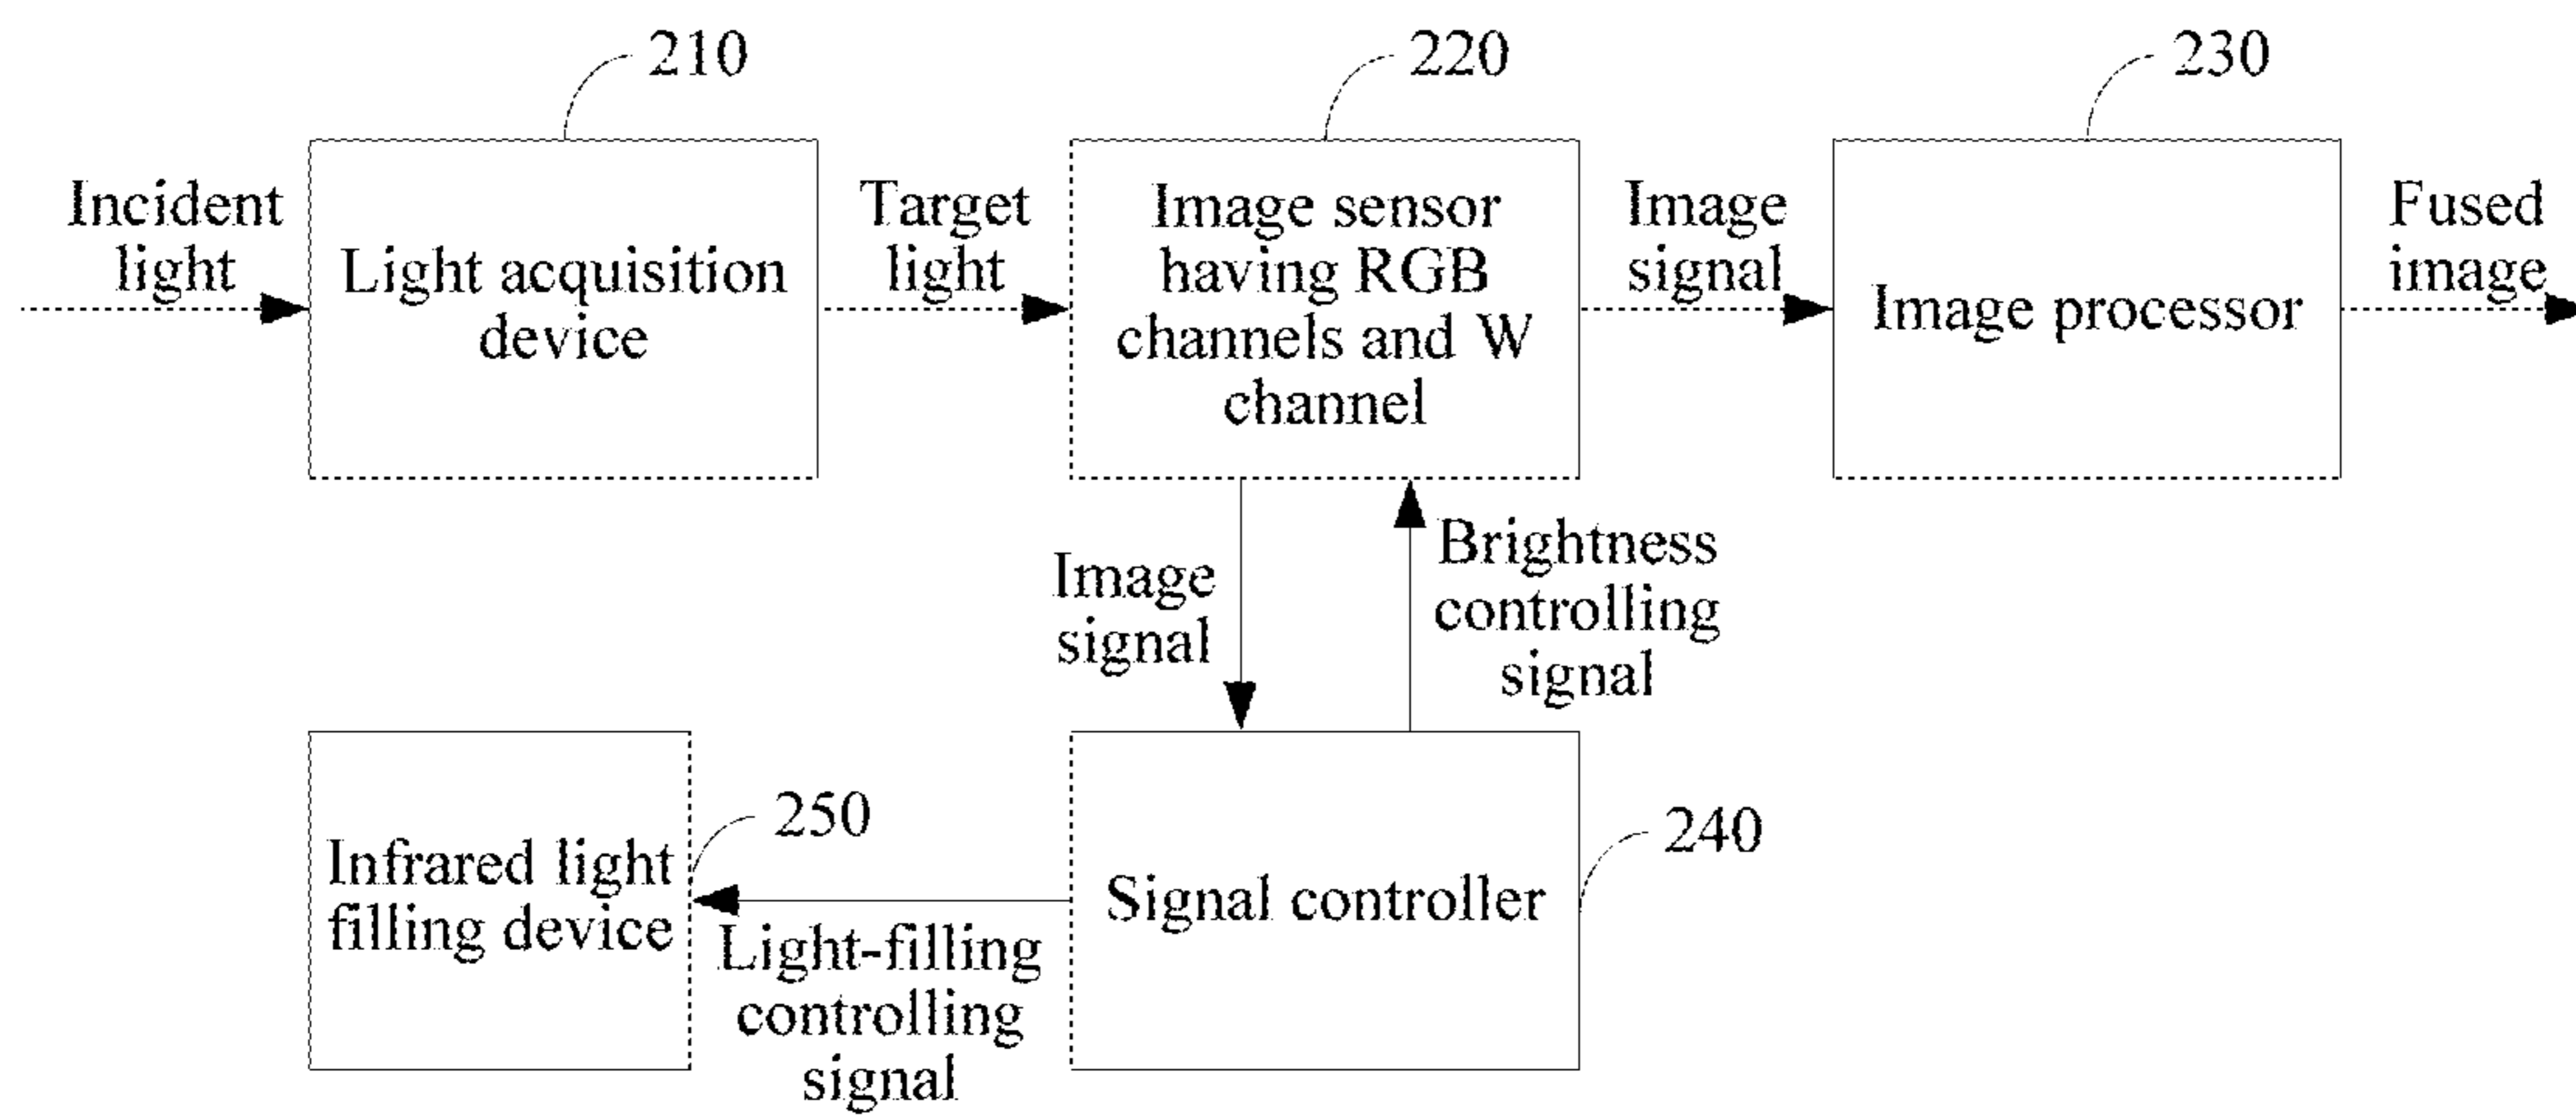 210
220
230
Incident
light
Light acquisition
device
Target
light
Image sensor
having RGB
channels and W
channel
Image
signal
Image processor
Fused
image
Image
signal
Brightness
controlling
signal
Infrared light
filling device
250
Light-filling
controlling
signal
Signal controller
240